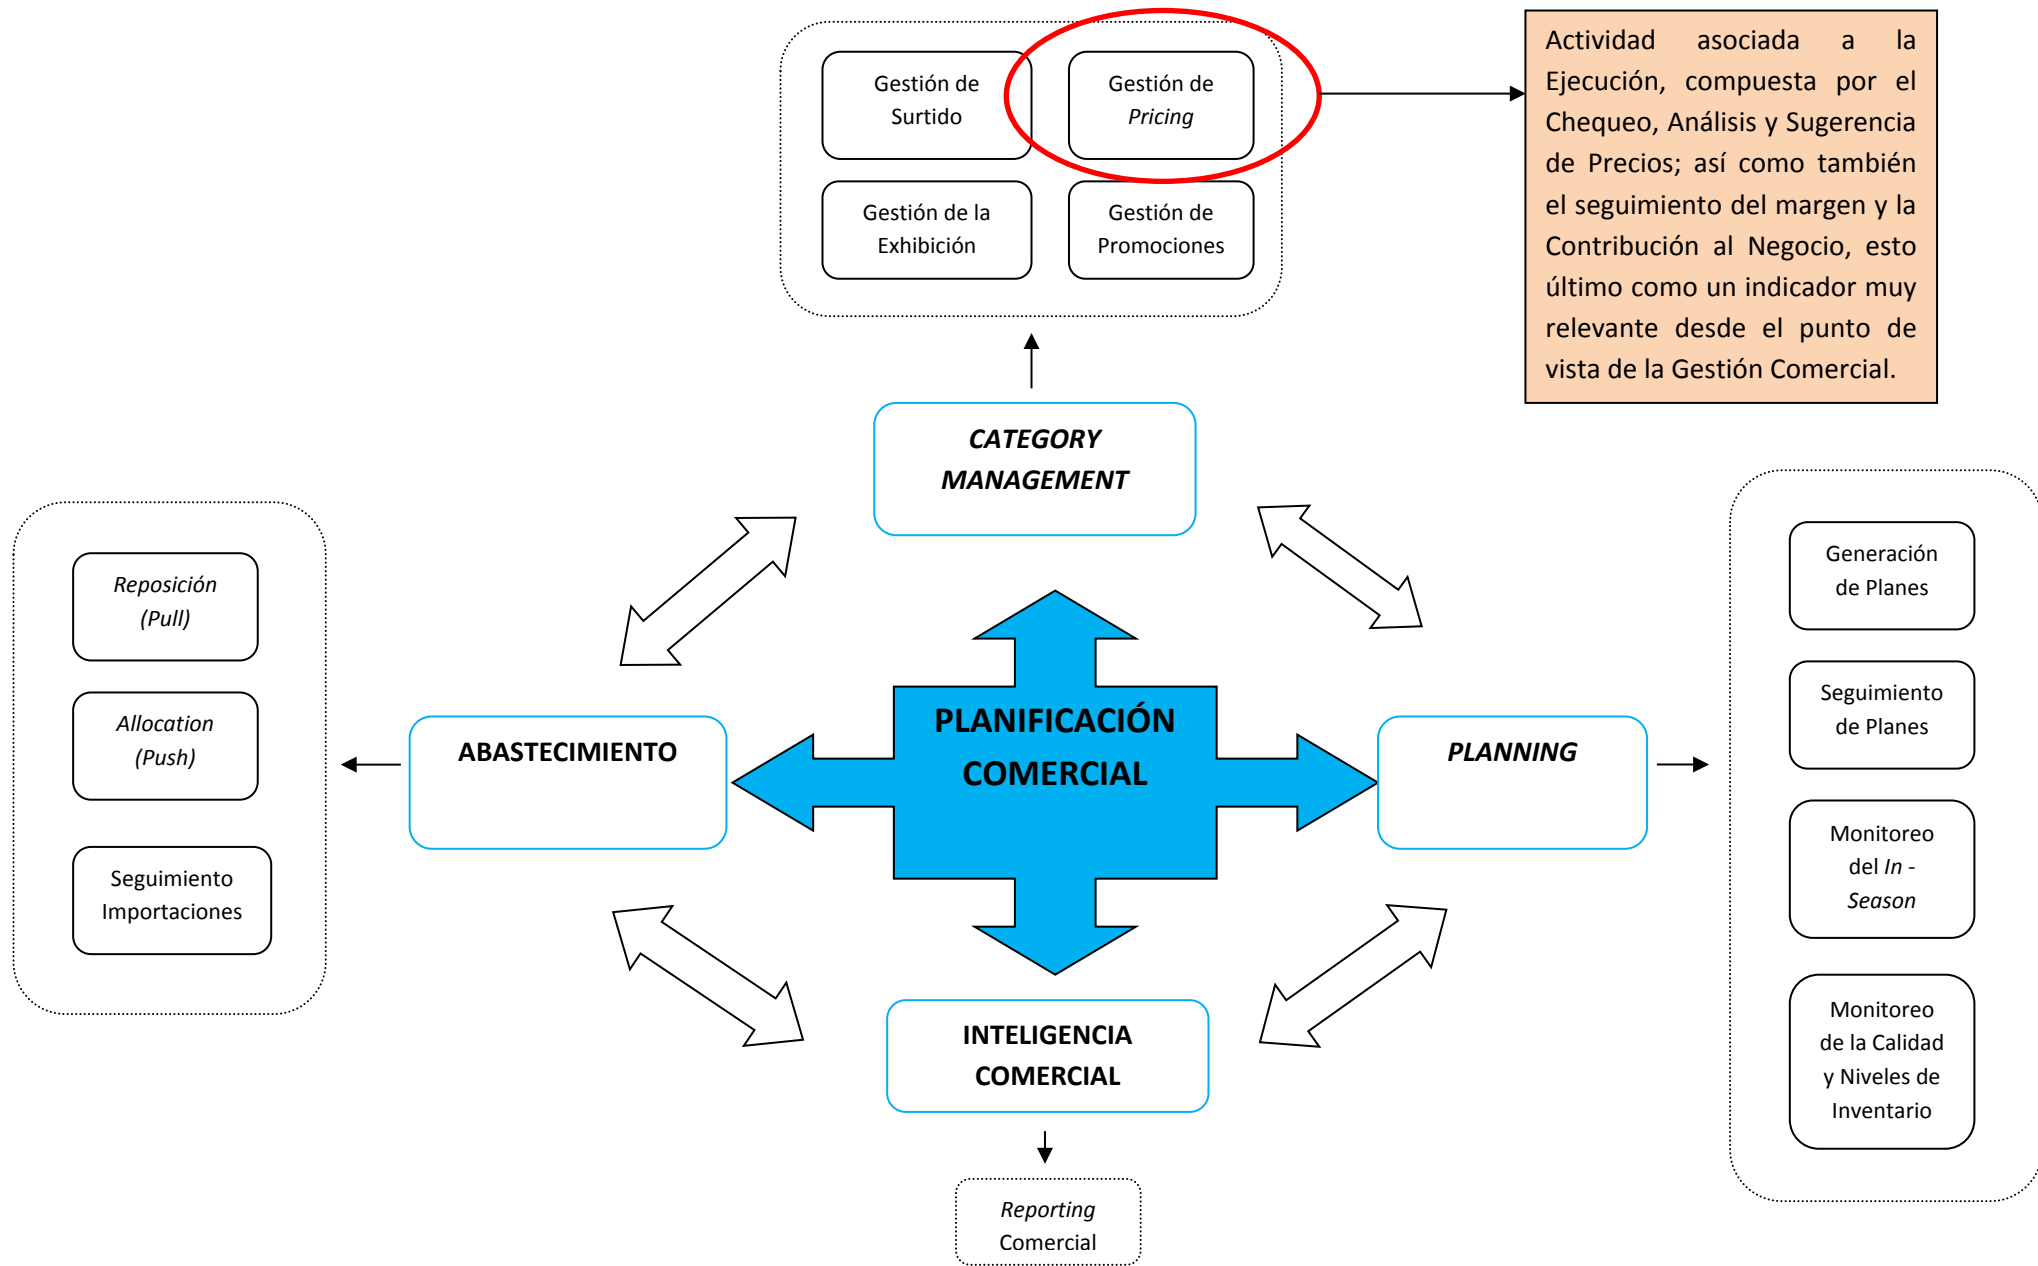 Gestión de
Surtido
Gestión de
Pricing
Gestión de la
Exhibición
Gestión de
Promociones
Actividad asociada a la
Ejecución, compuesta por el
Chequeo, Análisis y Sugerencia
de Precios; así como también
el seguimiento del margen y la
Contribución al Negocio, esto
último como un indicador muy
relevante desde el punto de
vista de la Gestión Comercial.
CATEGORY
MANAGEMENT
Reposición
(Pull)
Allocation
(Push)
Seguimiento
Importaciones
ABASTECIMIENTO
PLANIFICACIÓN
COMERCIAL
PLANNING
Generación
de Planes
Seguimiento
de Planes
Monitoreo
del In -
Season
Monitoreo
de la Calidad
y Niveles de
Inventario
INTELIGENCIA
COMERCIAL
Reporting
Comercial